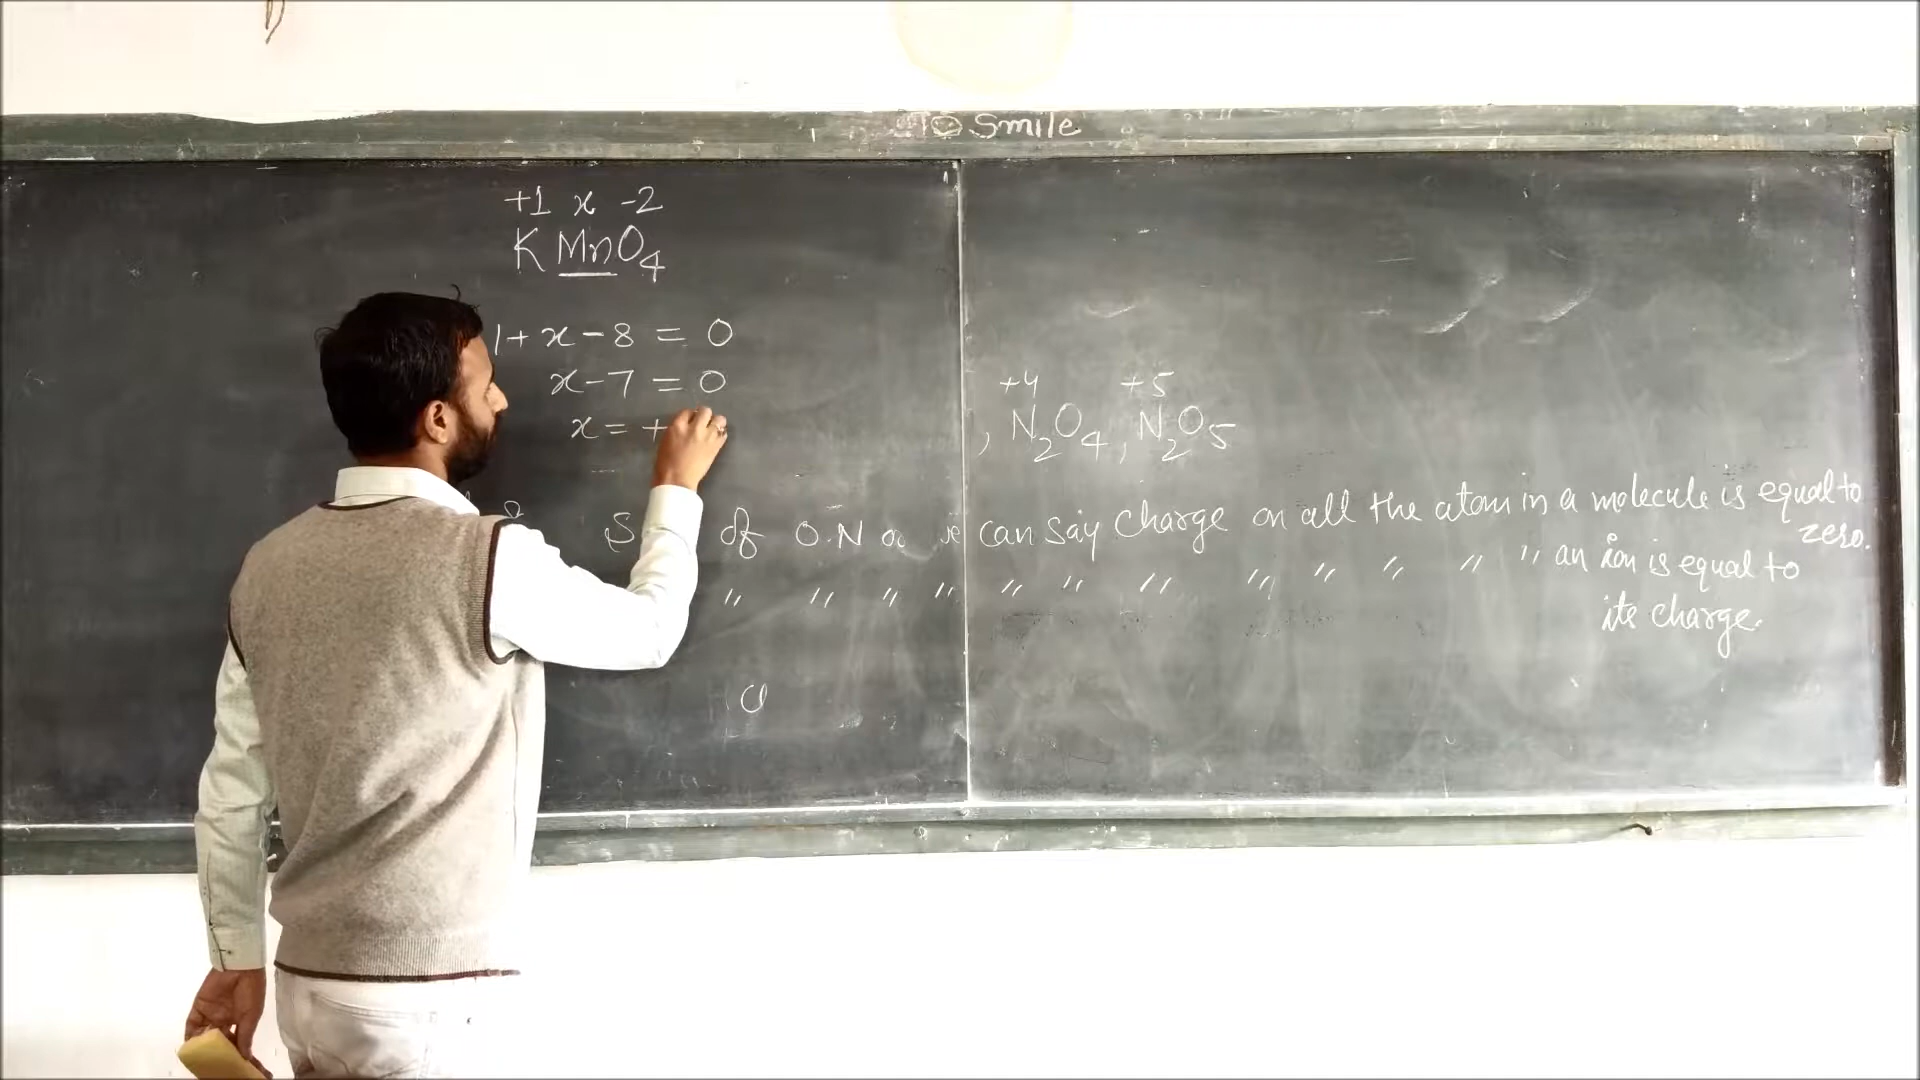 Smile
+1 x -2
KMnO4
1+x-8 = 0
x-7 = 0
x = +
+4 +5
, N2O4, N2O5
of O.N can say charge on all the atom in a molecule is equal to
zero.
" " " " " " " " " " " " an ion is equal to
its charge.